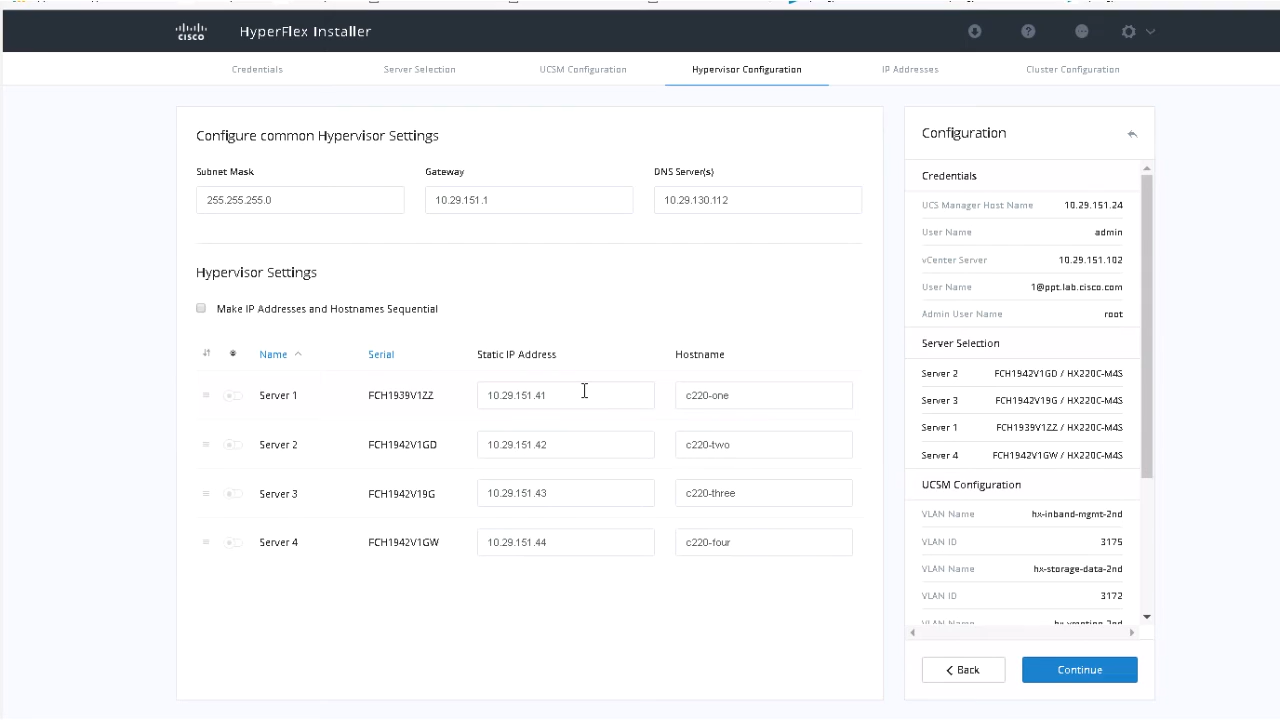 CISCO
HyperFlex Installer
Credentials
Server Selection
UCSM Configuration
Hypervisor Configuration
IP Addresses
Cluster Configuration
Configure common Hypervisor Settings
Subnet Mask
Gateway
DNS Server(s)
255.255.255.0
10.29.151.1
10.29.130.112
Hypervisor Settings
Make IP Addresses and Hostnames Sequential
Name
Serial
Static IP Address
Hostname
Server 1
FCH1939V1ZZ
10.29.151.41
c220-one
Server 2
FCH1942V1GD
10.29.151.42
c220-two
Server 3
FCH1942V19G
10.29.151.43
c220-three
Server 4
FCH1942V1GW
10.29.151.44
c220-four
Configuration
Credentials
UCS Manager Host Name 10.29.151.24
User Name admin
vCenter Server 10.29.151.102
User Name 1@ppt.lab.cisco.com
Admin User Name root
Server Selection
Server 2 FCH1942V1GD / HX220C-M4S
Server 3 FCH1942V19G / HX220C-M4S
Server 1 FCH1939V1ZZ / HX220C-M4S
Server 4 FCH1942V1GW / HX220C-M4S
UCSM Configuration
VLAN Name hx-inband-mgmt-2nd
VLAN ID 3175
VLAN Name hx-storage-data-2nd
VLAN ID 3172
VLAN Name
Back
Continue